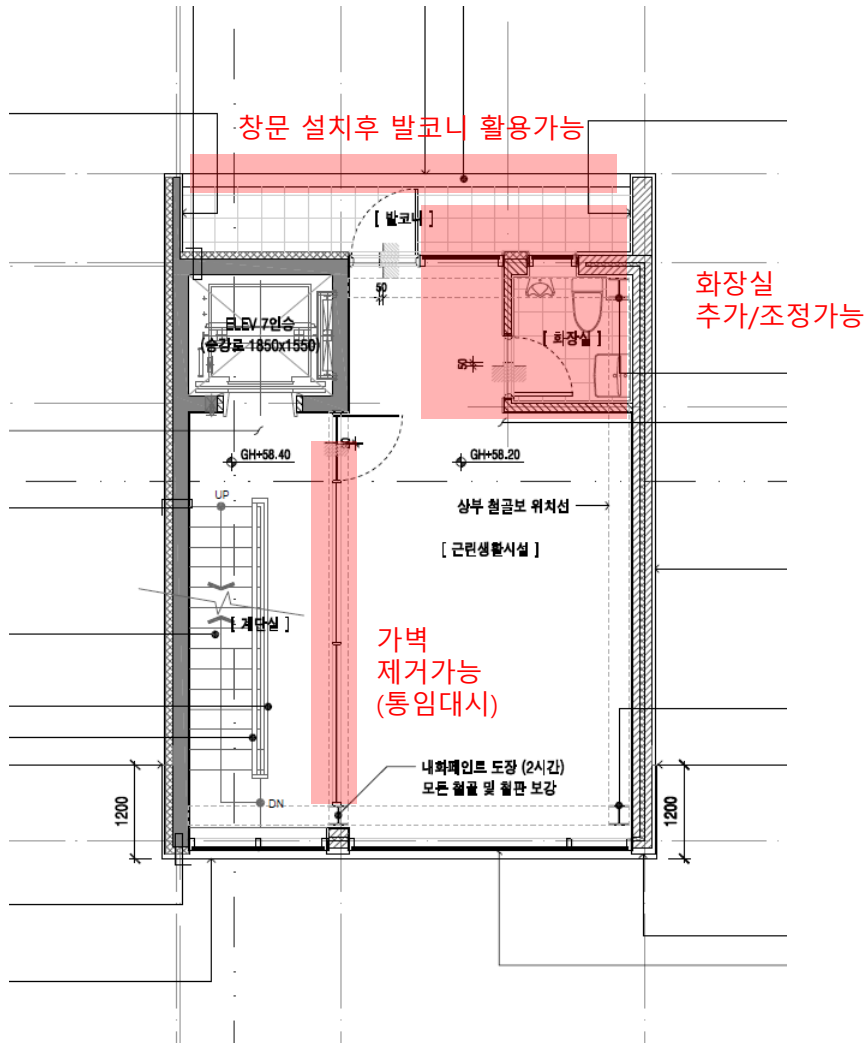 창문 설치후 발코니 활용가능
[ 발코니 ]
50
화장실
추가/조정가능
ELEV 7인승
(승강로 1850x1550)
[ 화장실 ]
50
50
GH+58.40
GH+58.20
UP
상부 철골보 위치선
[ 근린생활시설 ]
[ 계단실 ]
가벽
제거가능
(통임대시)
내화페인트 도장 (2시간)
모든 철골 및 철판 보강
DN
1200
1200